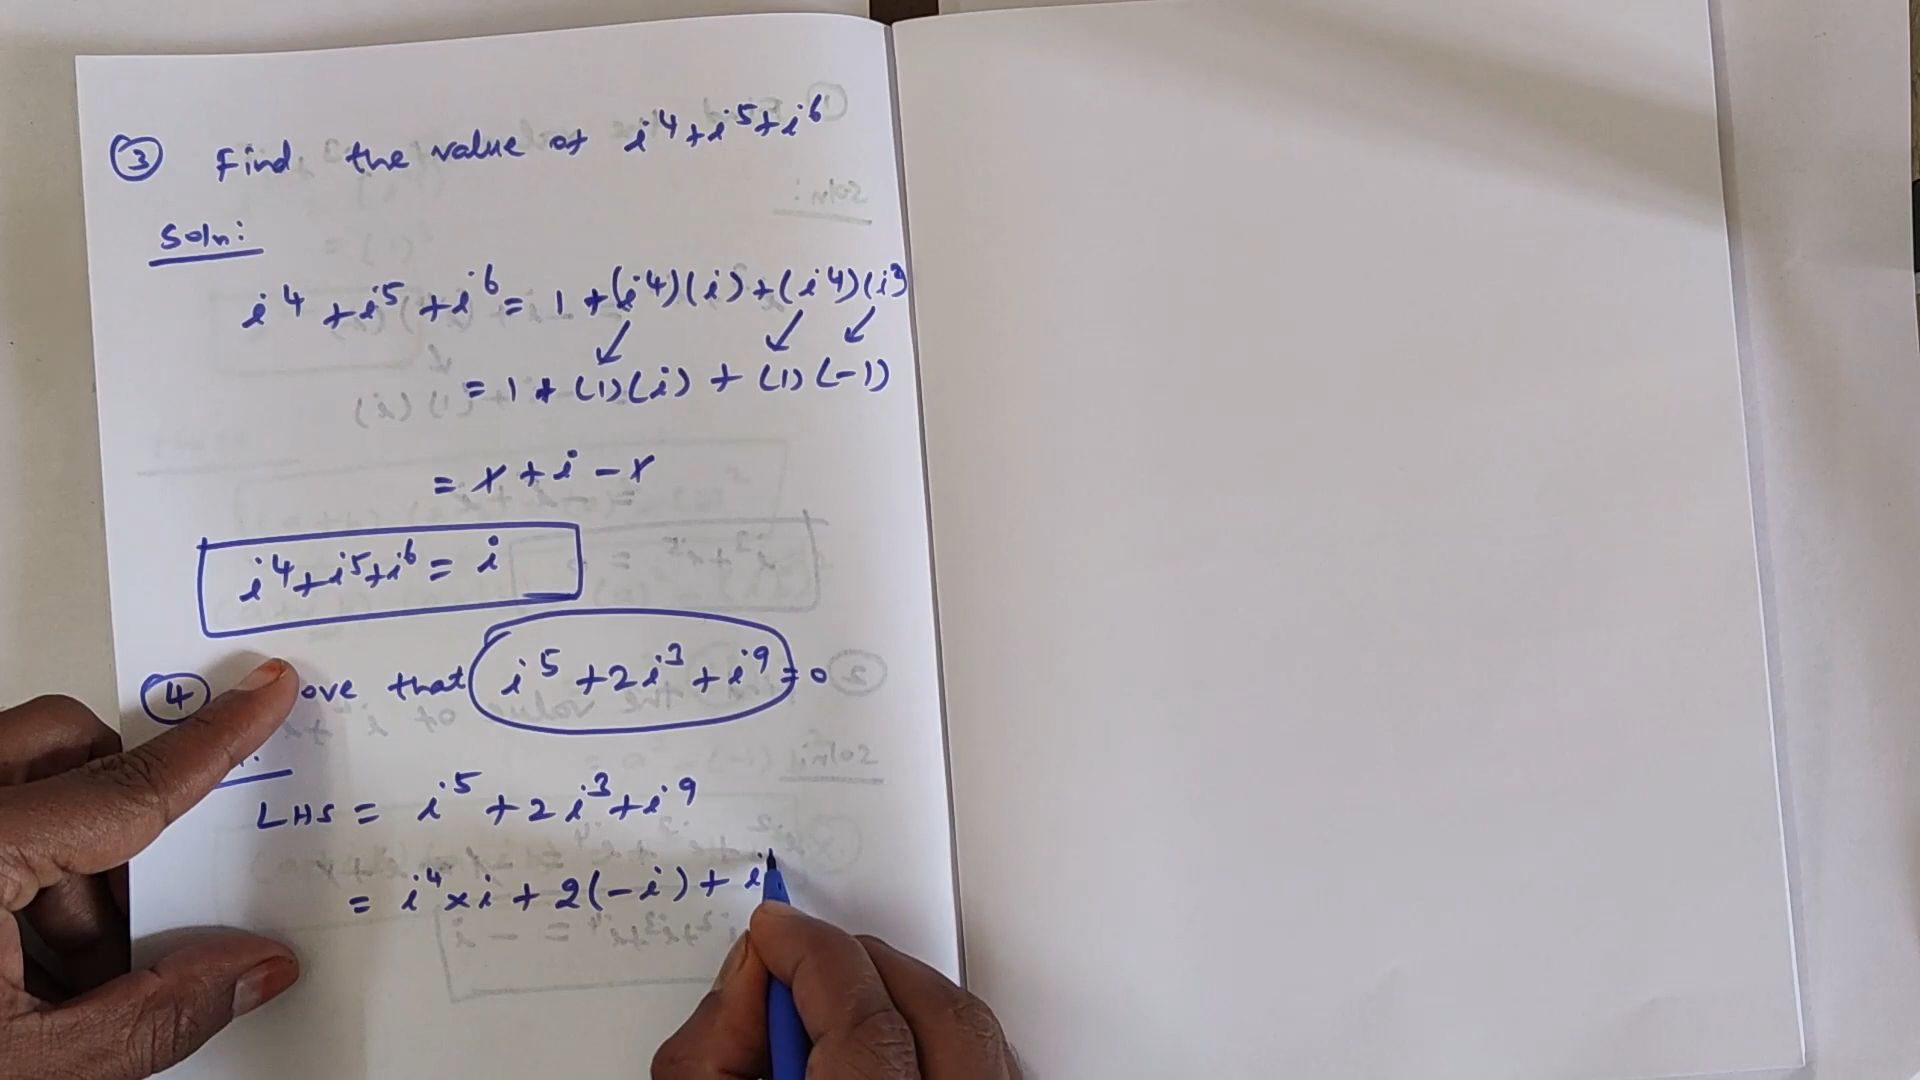 ③ Find the value of i⁴+i⁵+i⁶
Soln:
i⁴ + i⁵ + i⁶ = 1 + (i⁴)(i) + (i⁴)(i²)
= 1 + (1)(i) + (1)(-1)
= 1 + i - 1
i⁴+i⁵+i⁶ = i
④ ove that i⁵ + 2i³ + i⁹ = 0
LHS = i⁵ + 2i³ + i⁹
= i⁴ × i + 2(-i) + i